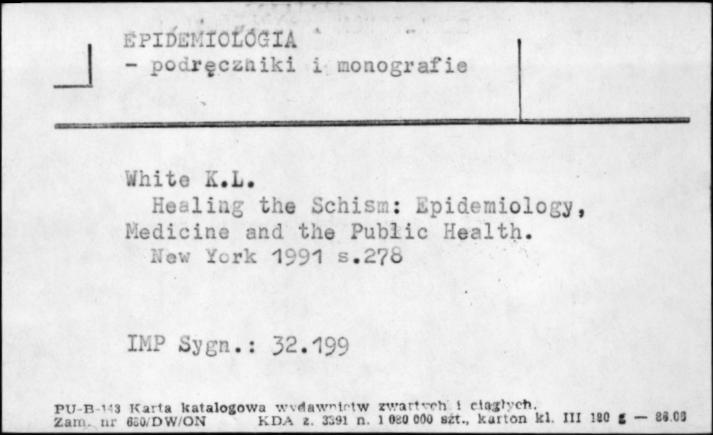 EPIDEMIOLOGIA
- podręczniki i monografie
White K.L.
Healing the Schism: Epidemiology,
Medicine and the Public Health.
New York 1991 s.278
IMP Sygn.: 32.199
PU-B-143 Karta katalogowa wydawnictw zwartych i ciągłych.
Zam. nr 680/DW/ON KDA z. 3391 n. 1 080 000 szt., karton kl. III 180 g — 86.06